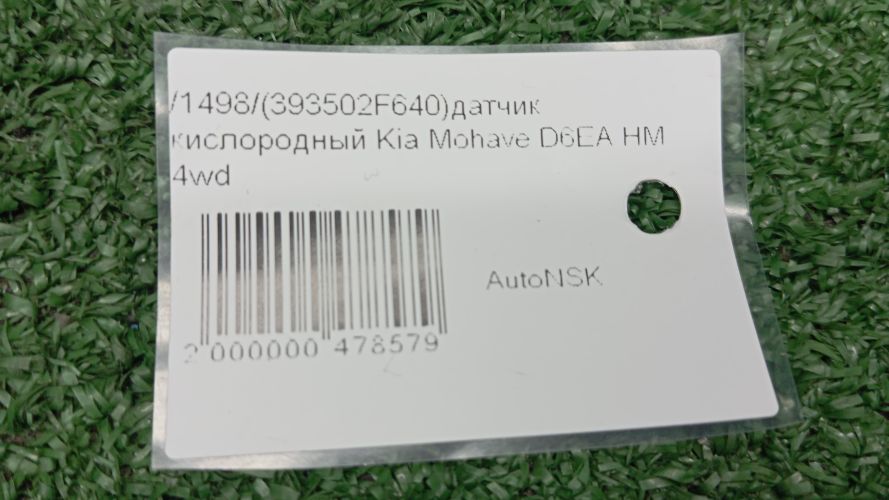 /1498/(393502F640)датчик
кислородный Kia Mohave D6EA HM
4wd
AutoNSK
2 000000 478579